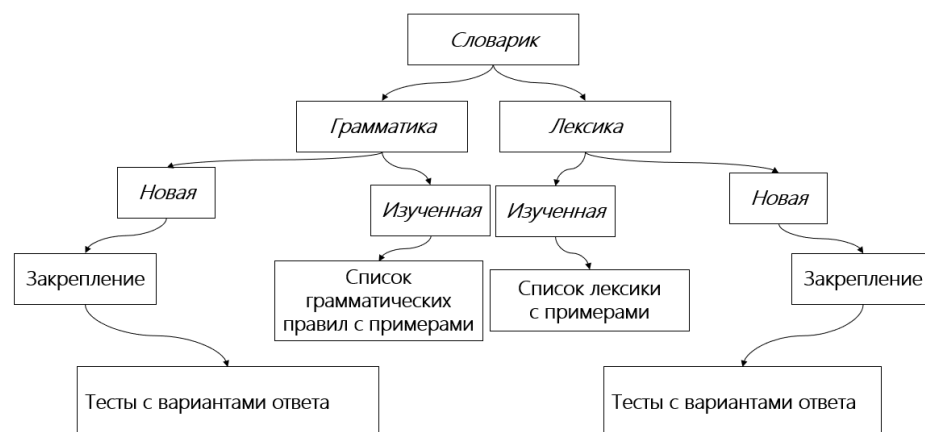 Словарик
Грамматика
Лексика
Новая
Изученная
Изученная
Новая
Закрепление
Список
грамматических
правил с примерами
Список лексики
с примерами
Закрепление
Тесты с вариантами ответа
Тесты с вариантами ответа